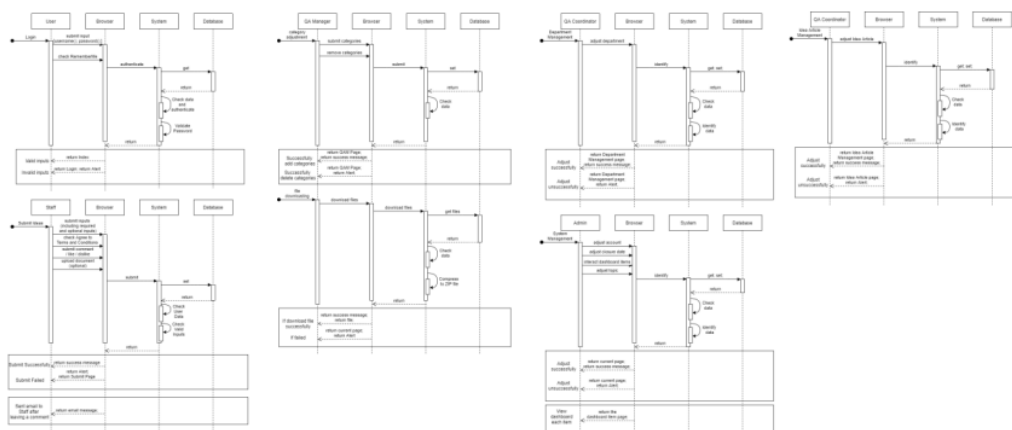 User
Browser
System
Database
Login
submit input
(username(), password())
check RememberMe
authenticate
get
return
Check data
and
authenticate
Validate
Password
return
Valid inputs
return Index
Invalid inputs
return Login; return Alert
QA Manager
Browser
System
Database
category
adjustment
submit categories
remove categories
submit
set
return
Check
data
return
Successfully
add categories
return QAM Page;
return success message;
Successfully
delete categories
return QAM Page;
return Alert;
file
downloading
download files
download files
get files
return
Check
data
Compress
to ZIP file
return
If download file
successfully
return success message;
return file;
If failed
return current page;
return Alert
QA Coordinator
Browser
System
Database
Department
Management
adjust department
identify
get set
return
Check
data
Identify
data
return
Adjust
successfully
return Department
Management page;
return success message;
Adjust
unsuccessfully
return Department
Management page;
return Alert;
QA Coordinator
Browser
System
Database
Idea Article
Management
adjust Idea Article
identify
get set
return
Check
data
Identify
data
return
Adjust
successfully
return Idea Article
Management page;
return success message;
Adjust
unsuccessfully
return Idea Article page;
return Alert;
Staff
Browser
System
Database
Submit Ideas
submit inputs
(including required
and optional inputs)
check Agree to
Terms and Conditions
submit comment
/ like / dislike
upload document
(optional)
submit
set
return
Check
User
Data
Check
Valid
Inputs
return
Submit Successfully
return success message
Submit Failed
return Alert;
return Submit Page
Sent email to
Staff after
leaving a comment
return email message;
Admin
Browser
System
Database
System
Management
adjust account
adjust closure date
interest dashboard items
identify
get set
return
Check
data
Identify
data
return
Adjust
successfully
return current page;
return success message;
Adjust
unsuccessfully
return current page;
return Alert;
View
dashboard
each item
return the
dashboard item page;